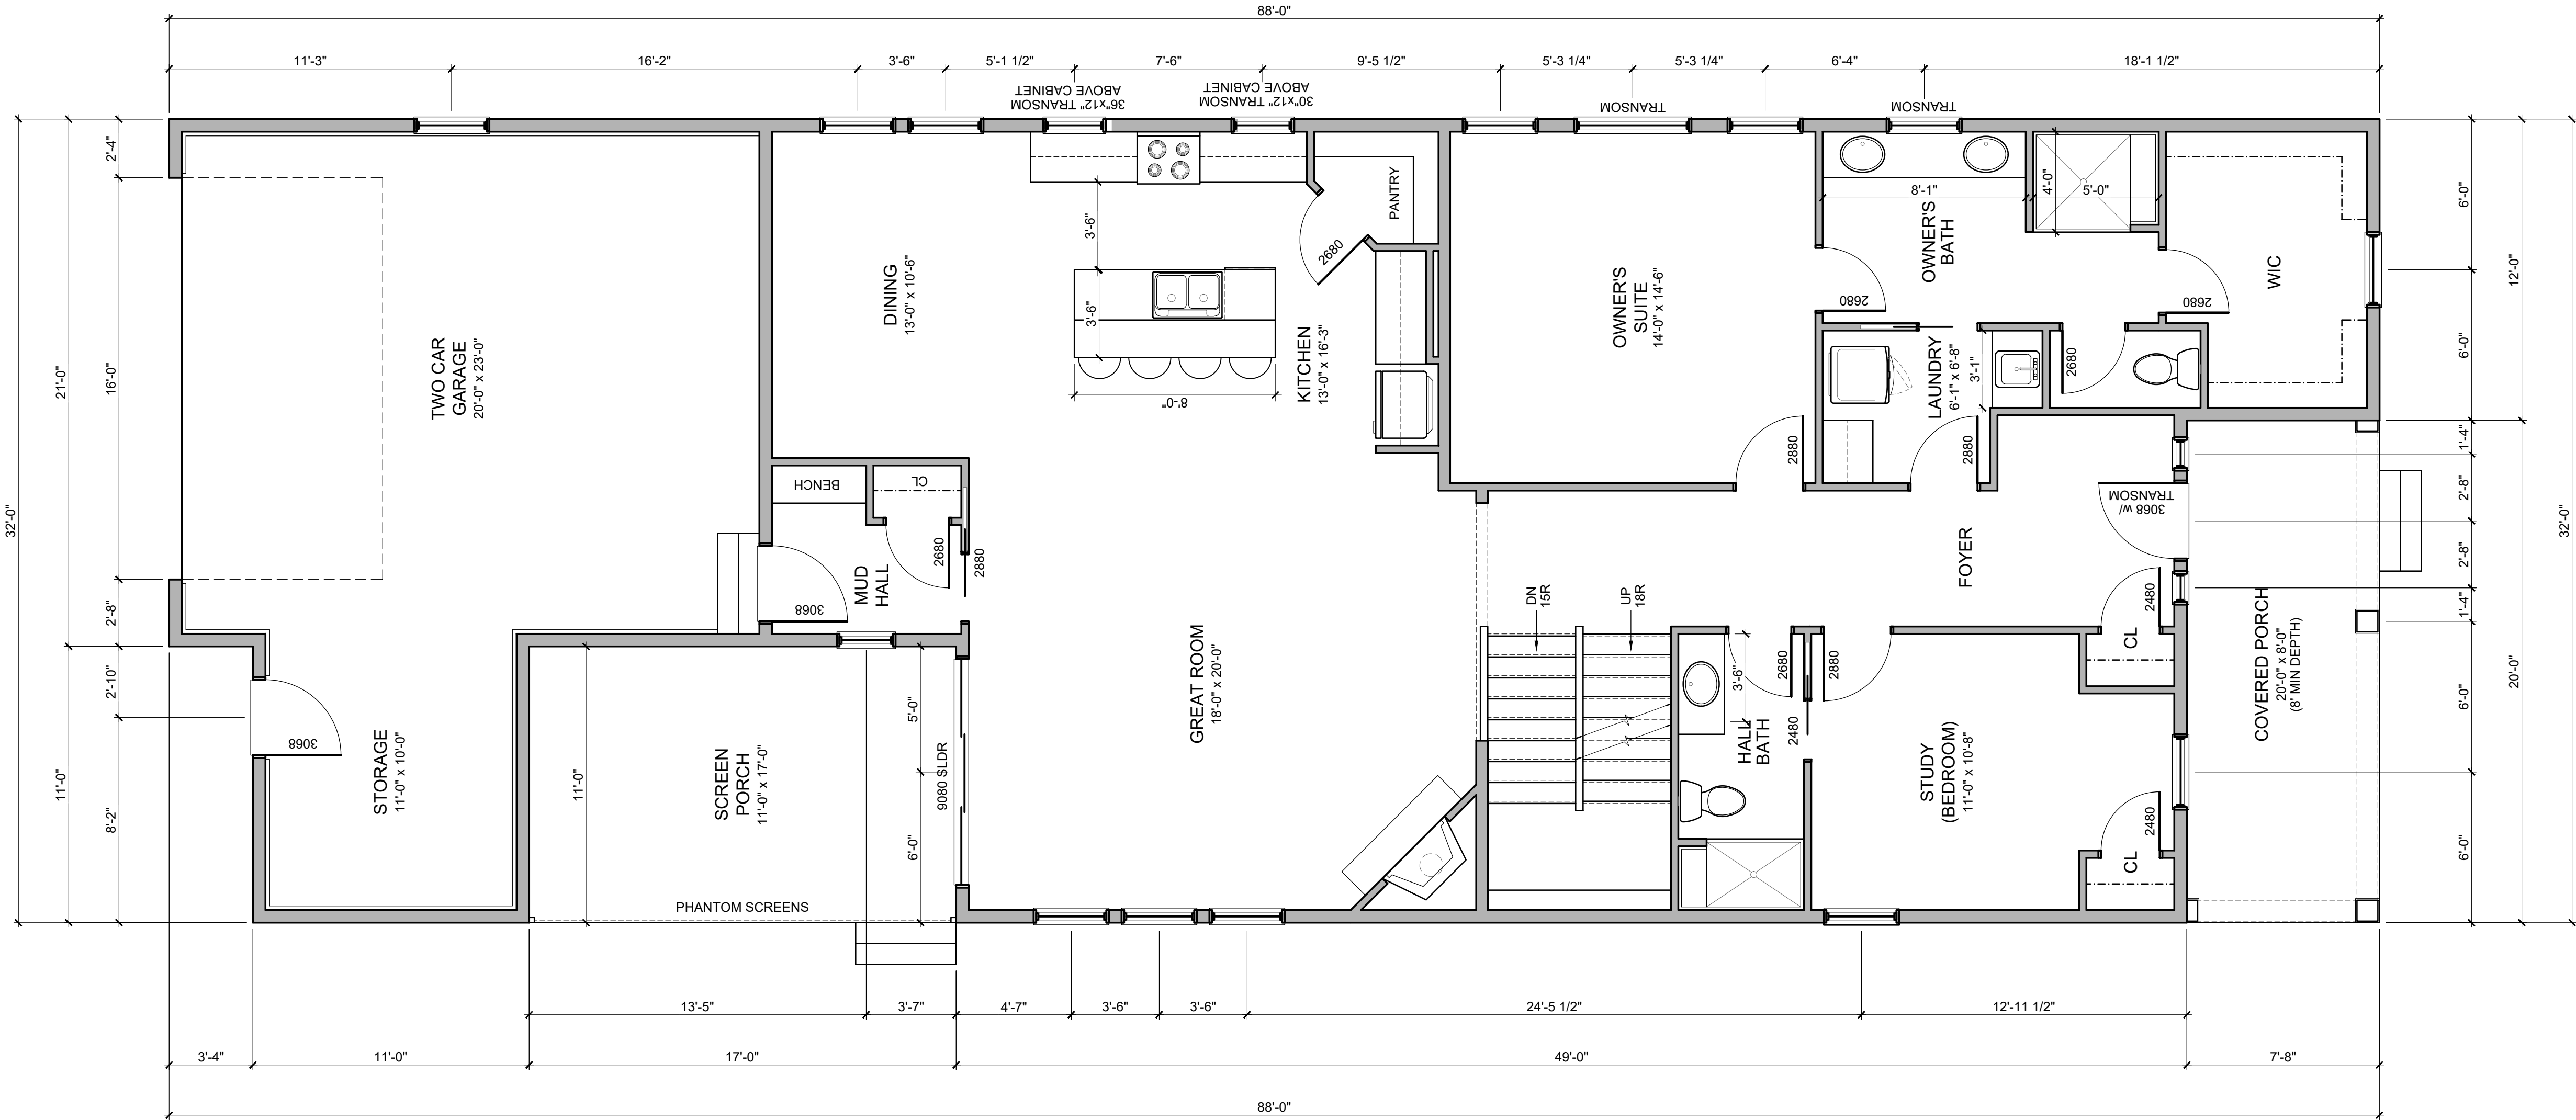 88'-0"
11'-3"
16'-2"
3'-6"
5'-1 1/2"
7'-6"
9'-5 1/2"
5'-3 1/4"
5'-3 1/4"
6'-4"
18'-1 1/2"
36"x12" TRANSOM
ABOVE CABINET
30"x12" TRANSOM
ABOVE CABINET
TRANSOM
TRANSOM
32'-0"
21'-0"
11'-0"
2'-4"
16'-0"
2'-8"
2'-10"
8'-2"
TWO CAR
GARAGE
20'-0" x 23'-0"
DINING
13'-0" x 10'-6"
3'-6"
3'-6"
8'-0"
KITCHEN
13'-0" x 16'-3"
PANTRY
2680
OWNER'S
SUITE
14'-0" x 14'-6"
2880
8'-1"
4'-0"
5'-0"
OWNER'S
BATH
2680
2680
WIC
LAUNDRY
6'-1" x 6'-8"
3'-1"
2680
2880
BENCH
CL
2680
2880
MUD
HALL
3068
3068
STORAGE
11'-0" x 10'-0"
11'-0"
SCREEN
PORCH
11'-0" x 17'-0"
5'-0"
6'-0"
9080 SLDR
PHANTOM SCREENS
GREAT ROOM
18'-0" x 20'-0"
DN
15R
UP
18R
FOYER
3068 w/
TRANSOM
3'-6"
2680
2880
HALL
BATH
2480
STUDY
(BEDROOM)
11'-0" x 10'-8"
2480
CL
2480
CL
COVERED PORCH
20'-0" x 8'-0"
(8' MIN DEPTH)
6'-0"
6'-0"
1'-4"
2'-8"
2'-8"
1'-4"
6'-0"
6'-0"
12'-0"
20'-0"
32'-0"
13'-5"
3'-7"
4'-7"
3'-6"
3'-6"
24'-5 1/2"
12'-11 1/2"
3'-4"
11'-0"
17'-0"
49'-0"
7'-8"
88'-0"